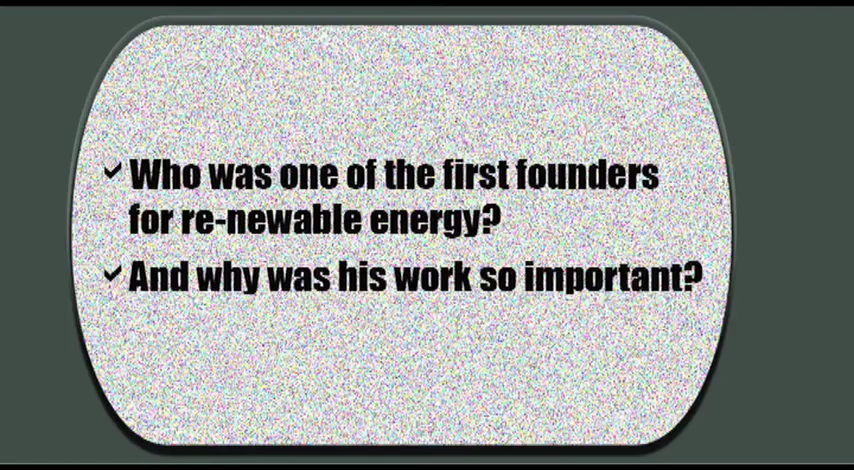 ✓Who was one of the first founders
for re-newable energy?
✓And why was his work so important?